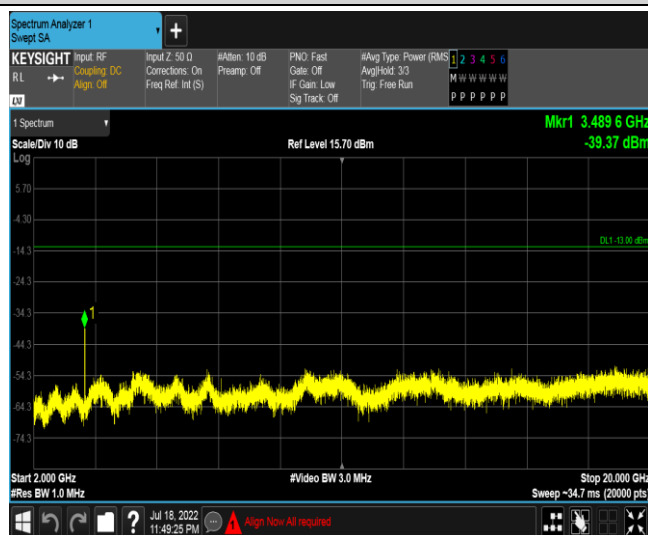 Spectrum Analyzer 1
Swept SA
+
KEYSIGHT
R L
LXI
Input: RF
Coupling: DC
Align: Off
Input Z: 50 Ω
Corrections: On
Freq Ref: Int (S)
#Atten: 10 dB
Preamp: Off
PNO: Fast
Gate: Off
IF Gain: Low
Sig Track: Off
#Avg Type: Power (RMS
Avg|Hold: 3/3
Trig: Free Run
1 2 3 4 5 6
M W W W W W
P P P P P P
1 Spectrum
Scale/Div 10 dB
Ref Level 15.70 dBm
Mkr1 3.489 6 GHz
-39.37 dBm
Log
5.70
-4.30
DL1 -13.00 dBm
-14.3
-24.3
-34.3
1
-44.3
-54.3
-64.3
-74.3
Start 2.000 GHz
#Video BW 3.0 MHz
Stop 20.000 GHz
#Res BW 1.0 MHz
Sweep ~34.7 ms (20000 pts)
?
Jul 18, 2022
11:49:25 PM
Align Now All required